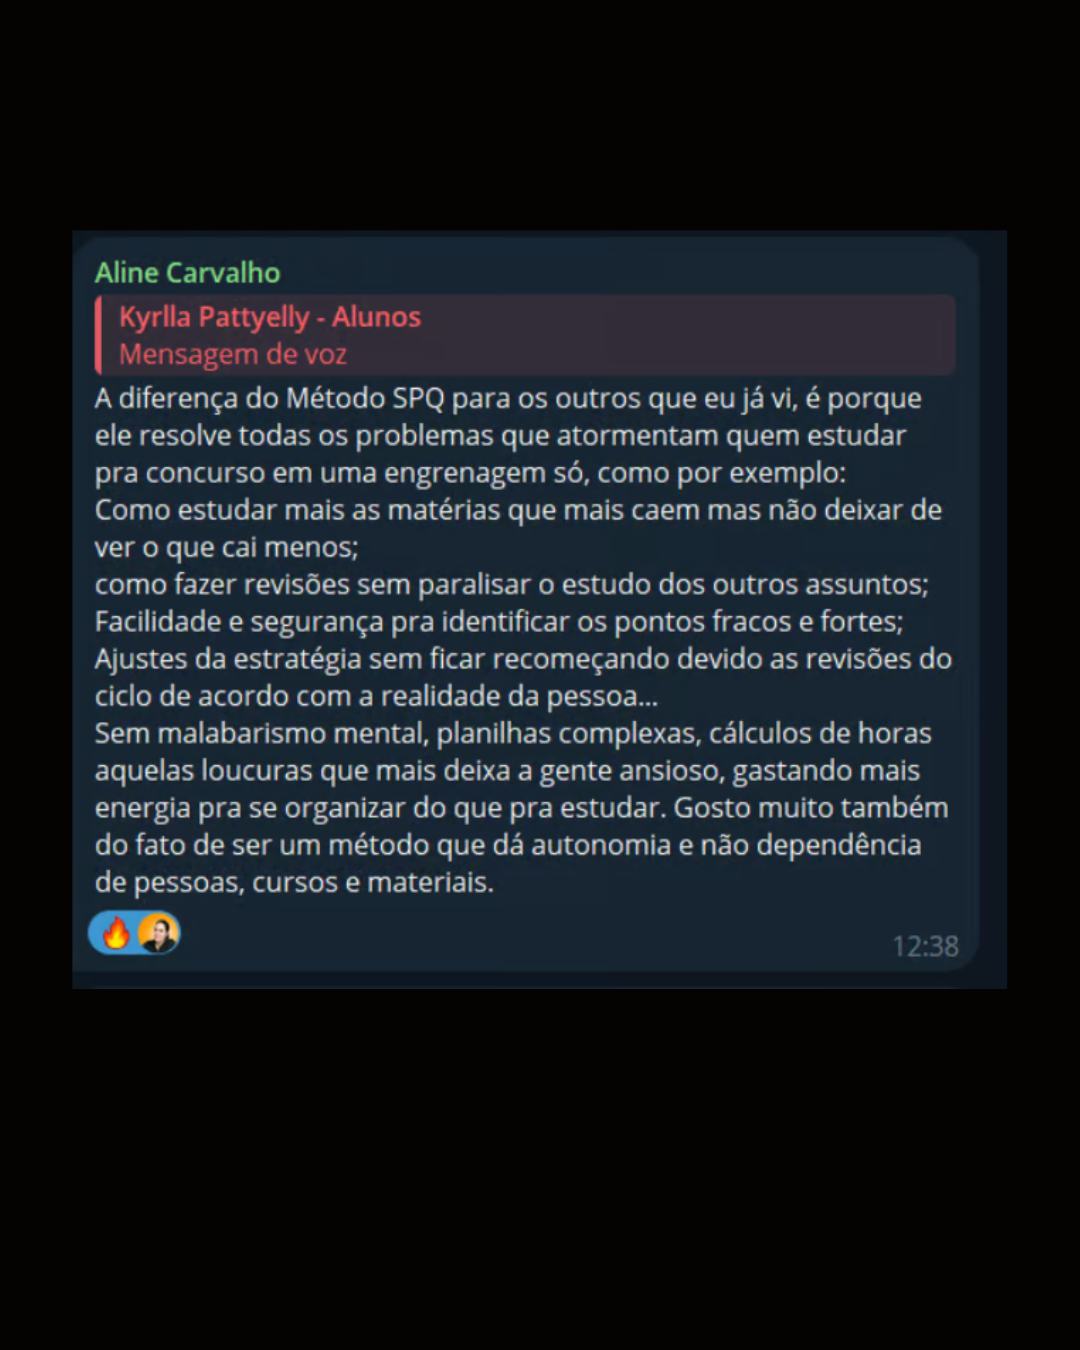 Aline Carvalho
Kyrlla Pattyelly - Alunos
Mensagem de voz
A diferença do Método SPQ para os outros que eu já vi, é porque
ele resolve todas os problemas que atormentam quem estudar
pra concurso em uma engrenagem só, como por exemplo:
Como estudar mais as matérias que mais caem mas não deixar de
ver o que cai menos;
como fazer revisões sem paralisar o estudo dos outros assuntos;
Facilidade e segurança pra identificar os pontos fracos e fortes;
Ajustes da estratégia sem ficar recomeçando devido as revisões do
ciclo de acordo com a realidade da pessoa...
Sem malabarismo mental, planilhas complexas, cálculos de horas
aquelas loucuras que mais deixa a gente ansioso, gastando mais
energia pra se organizar do que pra estudar. Gosto muito também
do fato de ser um método que dá autonomia e não dependência
de pessoas, cursos e materiais.
12:38